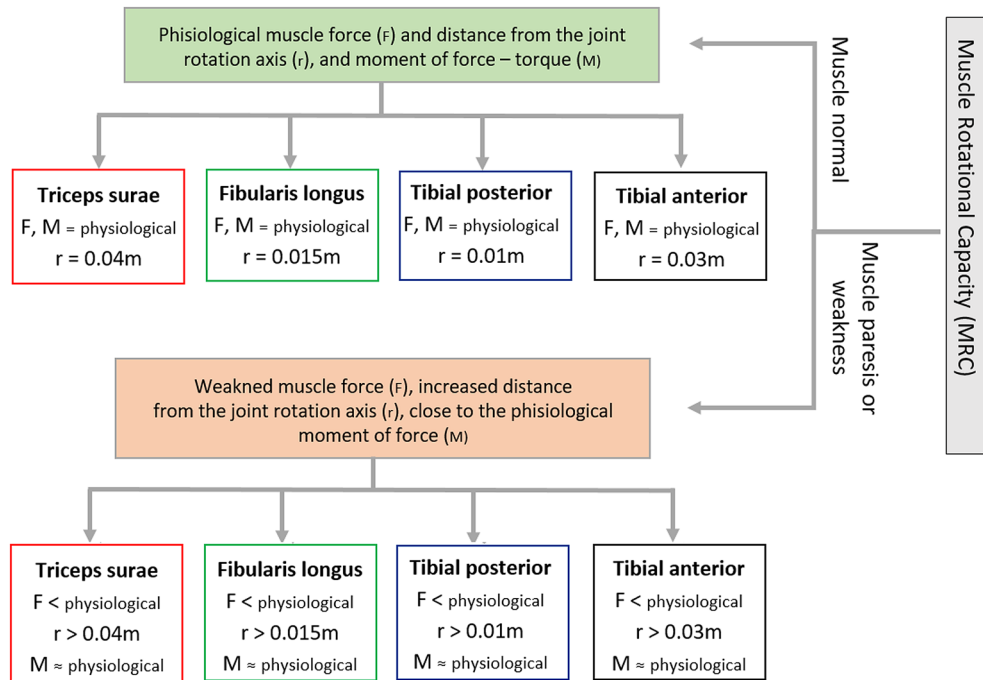 Phisiological muscle force (F) and distance from the joint
rotation axis (r), and moment of force – torque (M)
Muscle normal
Muscle Rotational Capacity (MRC)
Triceps surae
F, M = physiological
r = 0.04m
Fibularis longus
F, M = physiological
r = 0.015m
Tibial posterior
F, M = physiological
r = 0.01m
Tibial anterior
F, M = physiological
r = 0.03m
Muscle paresis or
weakness
Weakned muscle force (F), increased distance
from the joint rotation axis (r), close to the phisiological
moment of force (M)
Triceps surae
F < physiological
r > 0.04m
M ≈ physiological
Fibularis longus
F < physiological
r > 0.015m
M ≈ physiological
Tibial posterior
F < physiological
r > 0.01m
M ≈ physiological
Tibial anterior
F < physiological
r > 0.03m
M ≈ physiological